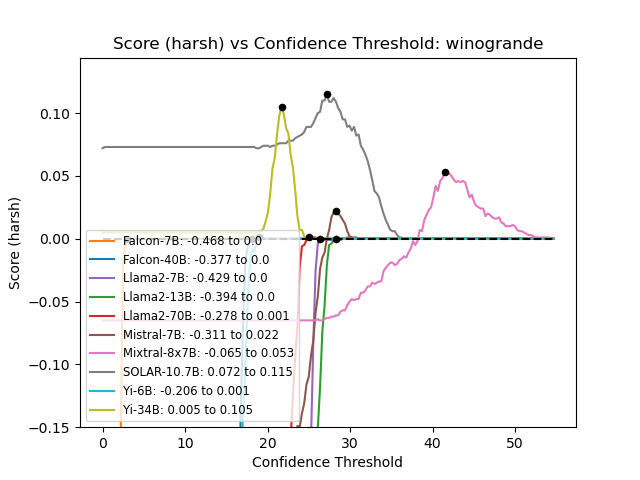 Score (harsh) vs Confidence Threshold: winogrande
Score (harsh)
0.10
0.05
0.00
−0.05
−0.10
−0.15
Falcon-7B: -0.468 to 0.0
Falcon-40B: -0.377 to 0.0
Llama2-7B: -0.429 to 0.0
Llama2-13B: -0.394 to 0.0
Llama2-70B: -0.278 to 0.001
Mistral-7B: -0.311 to 0.022
Mixtral-8x7B: -0.065 to 0.053
SOLAR-10.7B: 0.072 to 0.115
Yi-6B: -0.206 to 0.001
Yi-34B: 0.005 to 0.105
0 10 20 30 40 50
Confidence Threshold